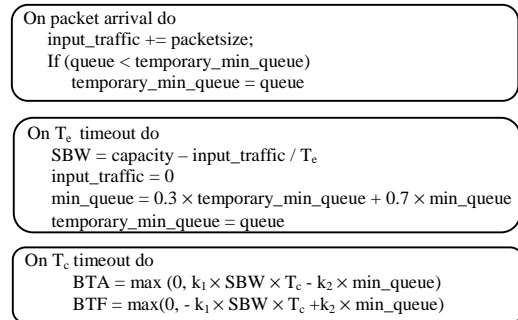 On packet arrival do
input_traffic += packetsize;
If (queue < temporary_min_queue)
temporary_min_queue = queue
On Te timeout do
SBW = capacity – input_traffic / Te
input_traffic = 0
min_queue = 0.3 × temporary_min_queue + 0.7 × min_queue
temporary_min_queue = queue
On Tc timeout do
BTA = max (0, k1 × SBW × Tc - k2 × min_queue)
BTF = max(0, - k1 × SBW × Tc +k2 × min_queue)